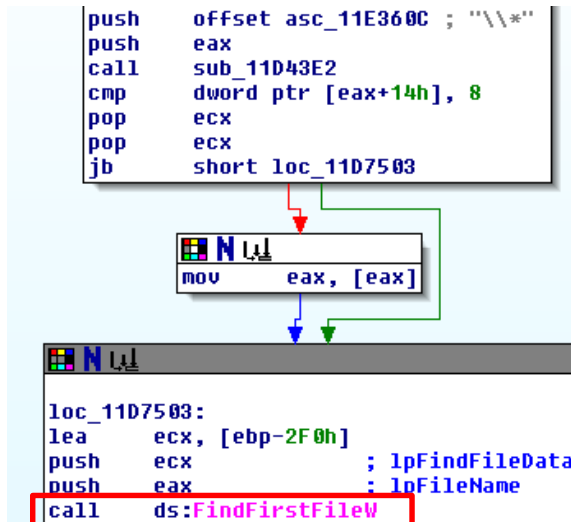 push offset asc_11E360C ; "\\*"
push eax
call sub_11D43E2
cmp dword ptr [eax+14h], 8
pop ecx
pop ecx
jb short loc_11D7503
N
mov eax, [eax]
N
loc_11D7503:
lea ecx, [ebp-2F0h]
push ecx ; lpFindFileData
push eax ; lpFileName
call ds:FindFirstFileW